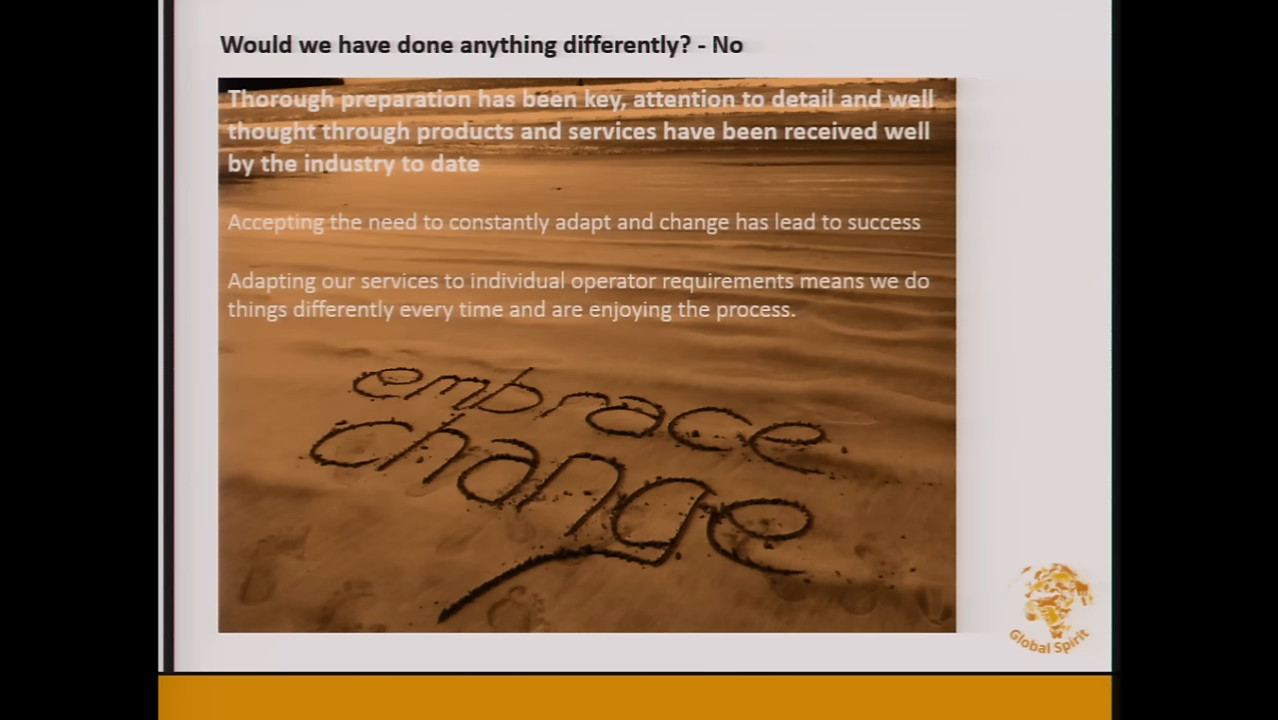 Would we have done anything differently? - No
Thorough preparation has been key, attention to detail and well
thought through products and services have been received well
by the industry to date
Accepting the need to constantly adapt and change has lead to success
Adapting our services to individual operator requirements means we do
things differently every time and are enjoying the process.
embrace
change
Global Spirit